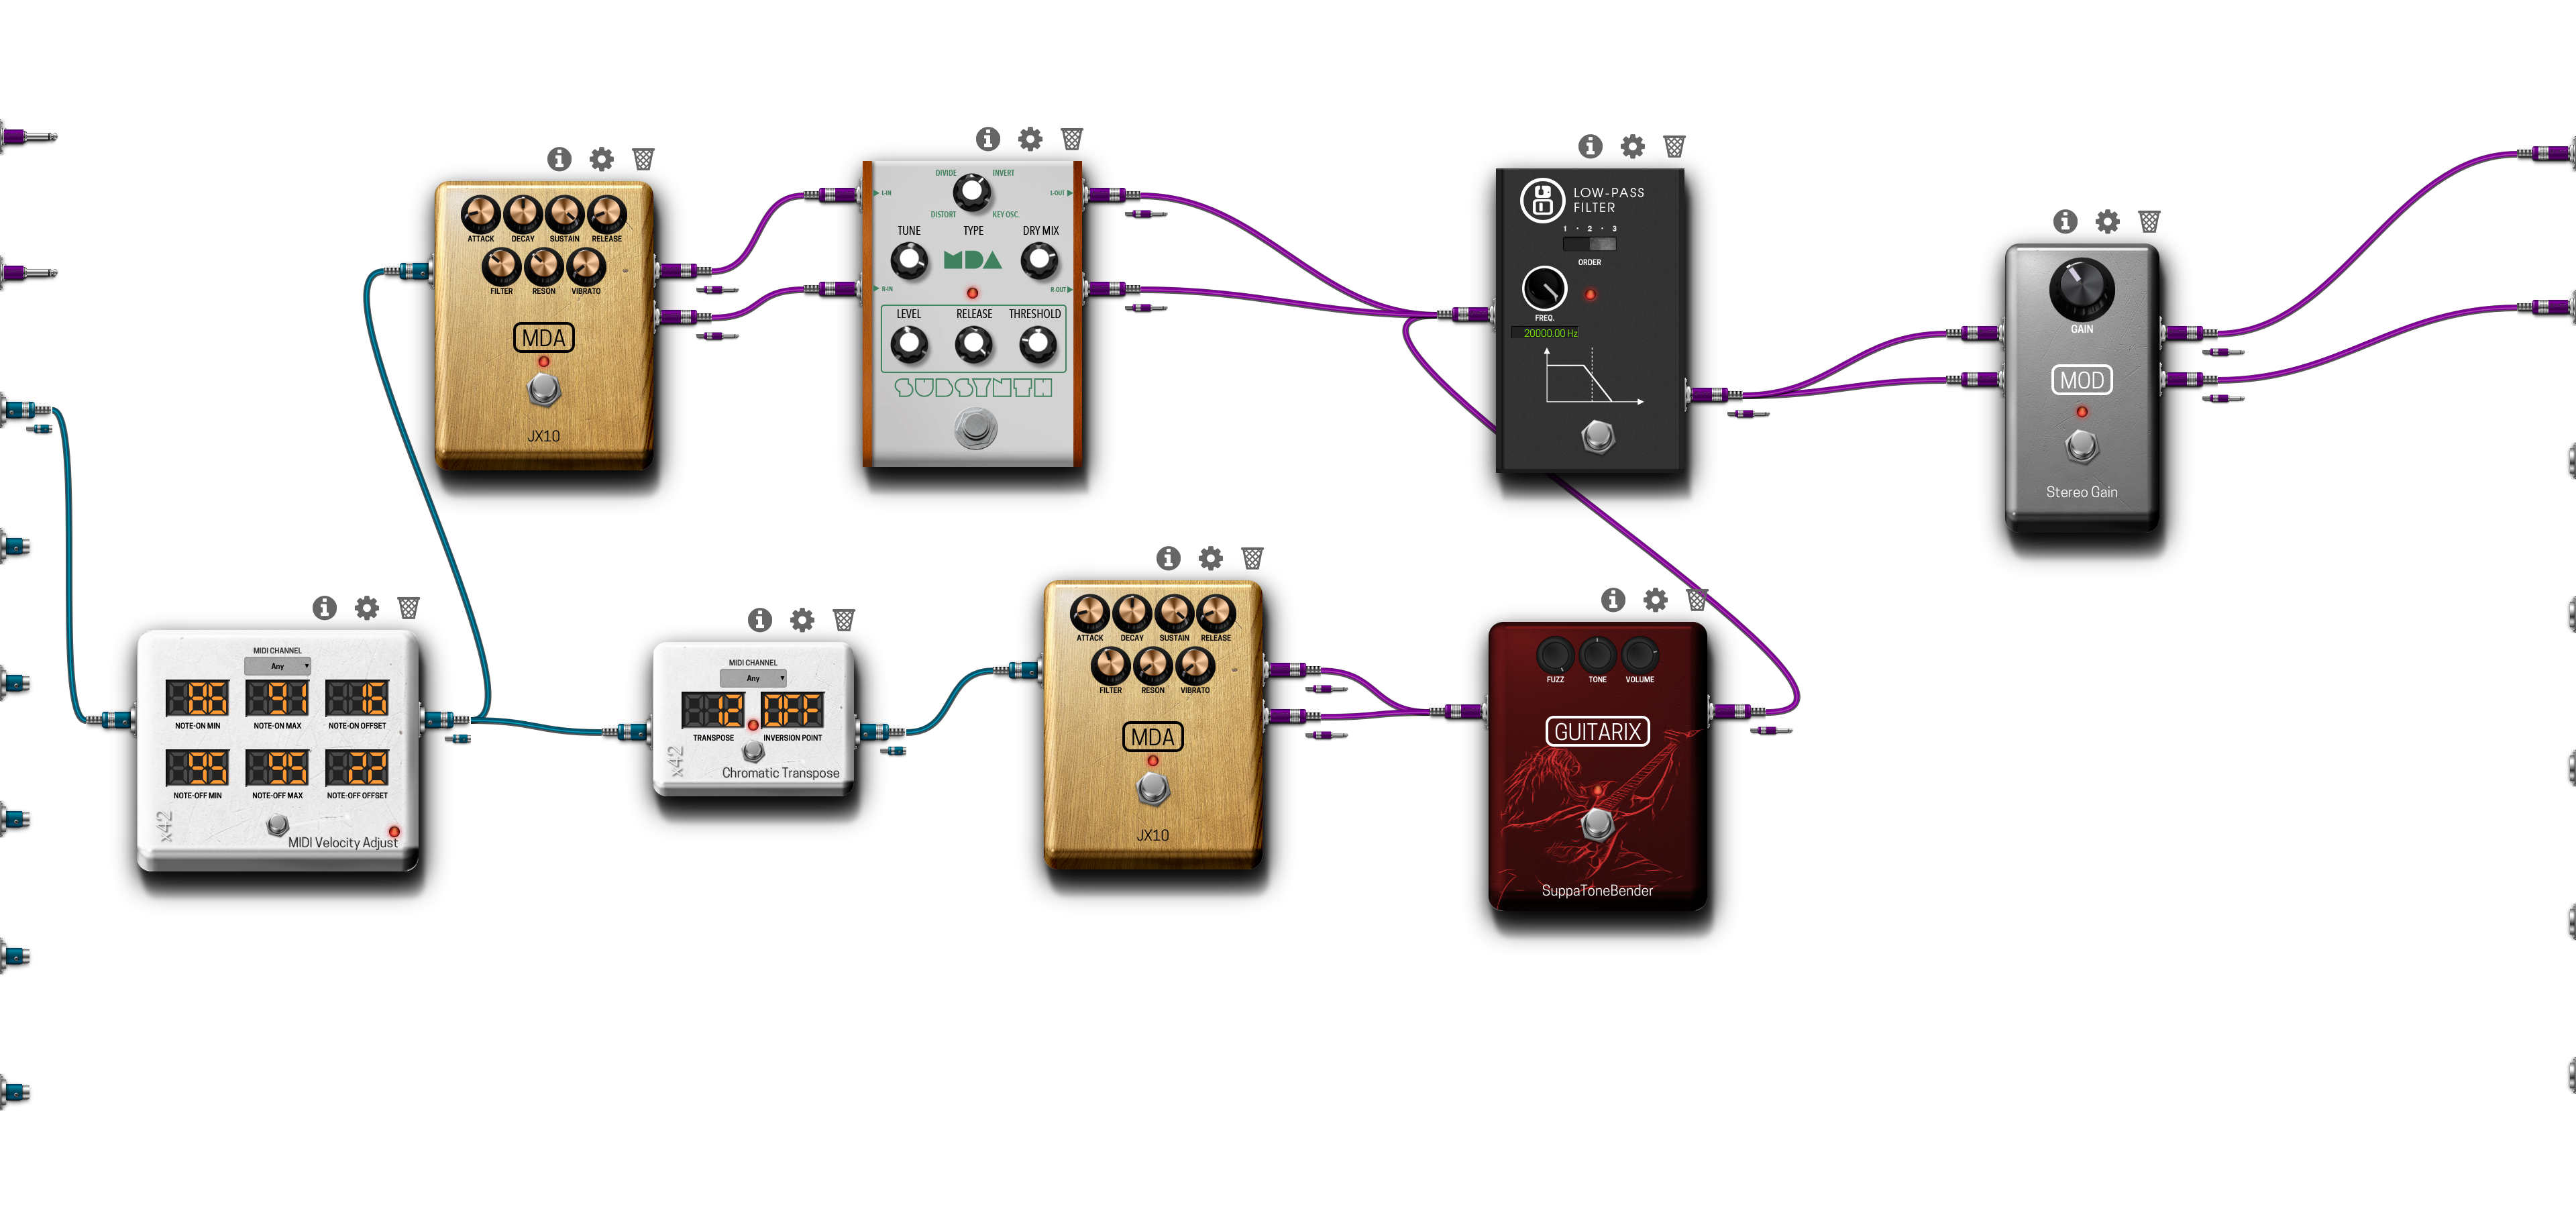 ATTACK DECAY SUSTAIN RELEASE
FILTER RESON VIBRATO
MDA
JX10
DIVIDE INVERT
L-IN L-OUT
DISTORT KEY OSC.
TUNE TYPE DRY MIX
MDA
R-IN R-OUT
LEVEL RELEASE THRESHOLD
SUBSYNTH
LOW-PASS
FILTER
1 · 2 · 3
ORDER
FREQ.
20000.00 Hz
GAIN
MOD
Stereo Gain
MIDI CHANNEL
Any
91 16
NOTE-ON MIN NOTE-ON MAX NOTE-ON OFFSET
45 95 22
NOTE-OFF MIN NOTE-OFF MAX NOTE-OFF OFFSET
x42
MIDI Velocity Adjust
MIDI CHANNEL
Any
12 OFF
TRANSPOSE INVERSION POINT
x42
Chromatic Transpose
ATTACK DECAY SUSTAIN RELEASE
FILTER RESON VIBRATO
MDA
JX10
FUZZ TONE VOLUME
GUITARIX
SuppaToneBender